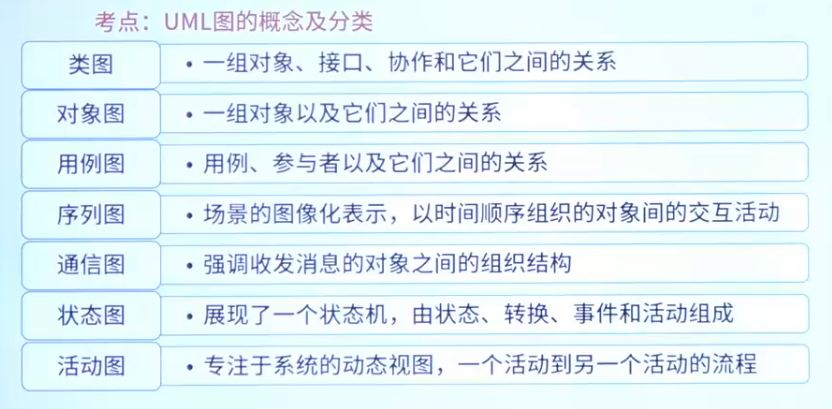 考点：UML图的概念及分类
类图 • 一组对象、接口、协作和它们之间的关系
对象图 • 一组对象以及它们之间的关系
用例图 • 用例、参与者以及它们之间的关系
序列图 • 场景的图像化表示，以时间顺序组织的对象间的交互活动
通信图 • 强调收发消息的对象之间的组织结构
状态图 • 展现了一个状态机，由状态、转换、事件和活动组成
活动图 • 专注于系统的动态视图，一个活动到另一个活动的流程